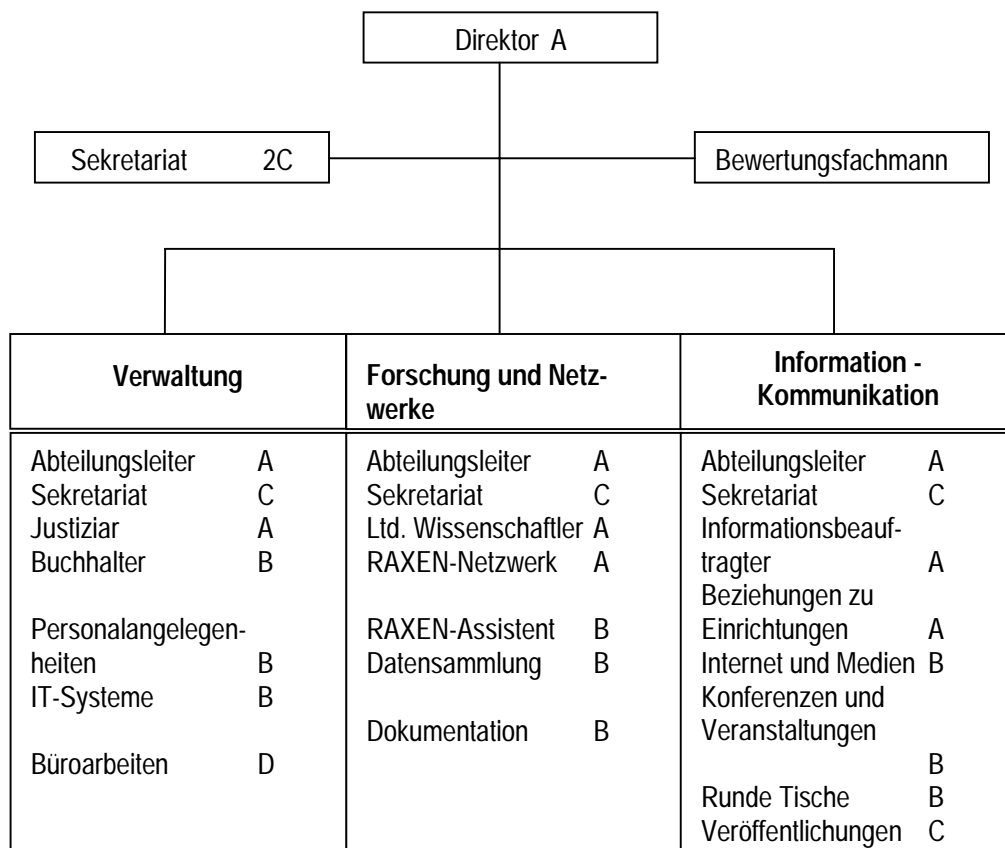 Direktor A
Sekretariat 2C
Bewertungsfachmann
Verwaltung
Abteilungsleiter A
Sekretariat C
Justiziar A
Buchhalter B
Personalangelegen-
heiten B
IT-Systeme B
Büroarbeiten D
Forschung und Netz-
werke
Abteilungsleiter A
Sekretariat C
Ltd. Wissenschaftler A
RAXEN-Netzwerk A
RAXEN-Assistent B
Datensammlung B
Dokumentation B
Information -
Kommunikation
Abteilungsleiter A
Sekretariat C
Informationsbeauf-
tragter A
Beziehungen zu
Einrichtungen A
Internet und Medien B
Konferenzen und
Veranstaltungen
B
Runde Tische B
Veröffentlichungen C